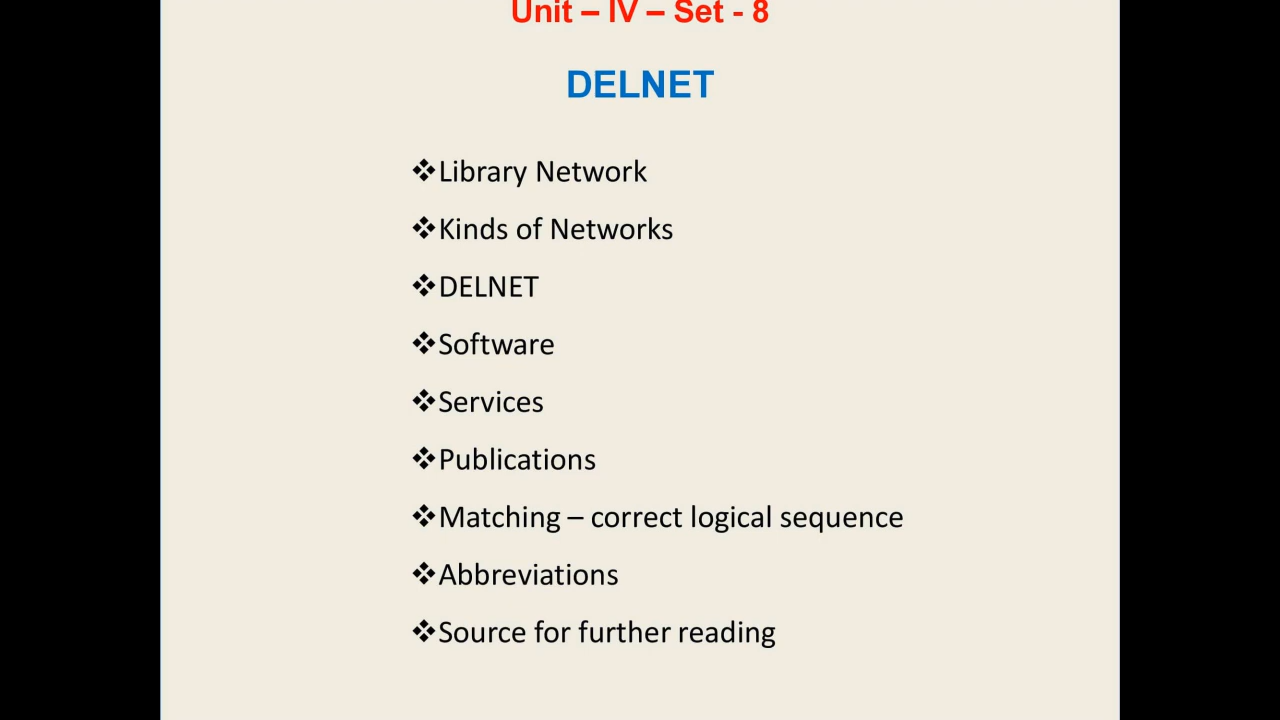 Unit – IV – Set - 8
DELNET
❖Library Network
❖Kinds of Networks
❖DELNET
❖Software
❖Services
❖Publications
❖Matching – correct logical sequence
❖Abbreviations
❖Source for further reading